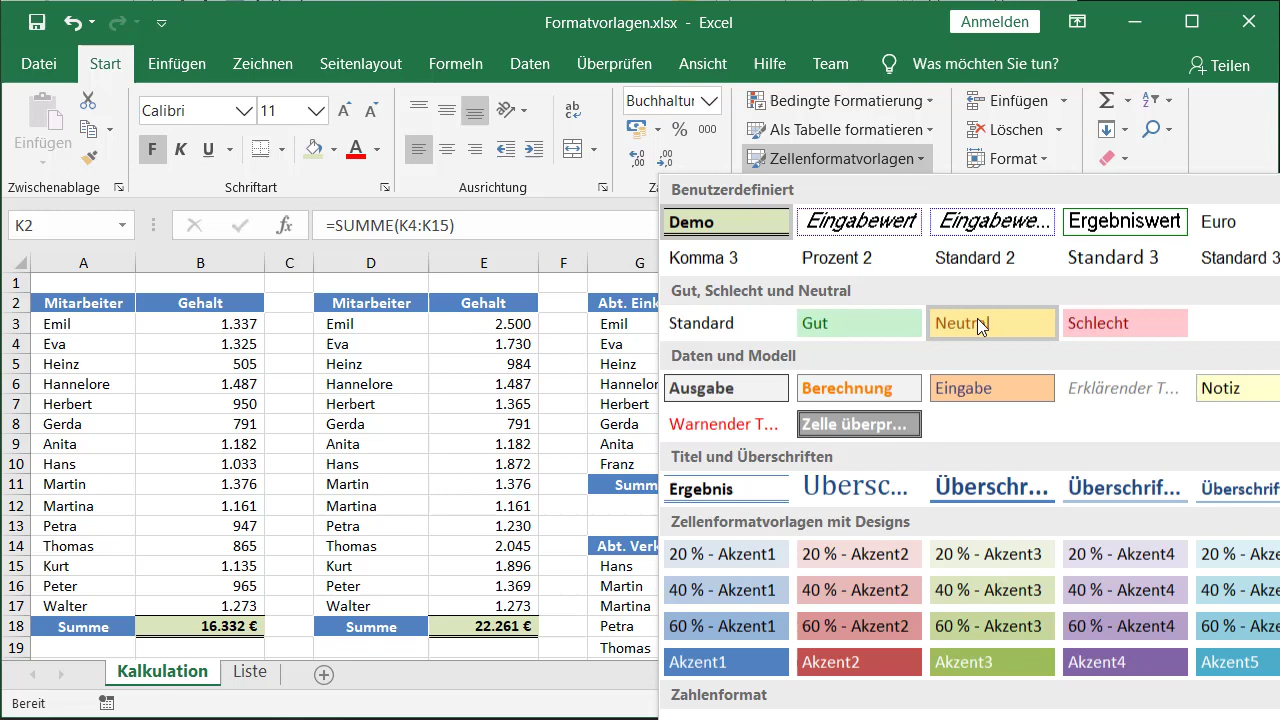 Formatvorlagen.xlsx - Excel
Anmelden
Datei Start Einfügen Zeichnen Seitenlayout Formeln Daten Überprüfen Ansicht Hilfe Team Was möchten Sie tun? Teilen
Einfügen
Calibri 11
F K U
ab
Buchhaltur
% 000
Bedingte Formatierung
Als Tabelle formatieren
Zellenformatvorlagen
Einfügen
Löschen
Format
Zwischenablage Schriftart Ausrichtung
K2 fx =SUMME(K4:K15)
A B C D E F G
1
2 Mitarbeiter Gehalt Mitarbeiter Gehalt Abt. Eink
3 Emil 1.337 Emil 2.500 Emil
4 Eva 1.325 Eva 1.730 Eva
5 Heinz 505 Heinz 984 Heinz
6 Hannelore 1.487 Hannelore 1.487 Hannelo
7 Herbert 950 Herbert 1.365 Herbert
8 Gerda 791 Gerda 791 Gerda
9 Anita 1.182 Anita 1.182 Anita
10 Hans 1.033 Hans 1.872 Franz
11 Martin 1.376 Martin 1.376 Summ
12 Martina 1.161 Martina 1.161
13 Petra 947 Petra 1.230
14 Thomas 865 Thomas 2.045 Abt. Verk
15 Kurt 1.135 Kurt 1.896 Hans
16 Peter 965 Peter 1.369 Martin
17 Walter 1.273 Walter 1.273 Martina
18 Summe 16.332 € Summe 22.261 € Petra
19 Thomas
Benutzerdefiniert
Demo Eingabewert Eingabewe... Ergebniswert Euro
Komma 3 Prozent 2 Standard 2 Standard 3 Standard 3
Gut, Schlecht und Neutral
Standard Gut Neutral Schlecht
Daten und Modell
Ausgabe Berechnung Eingabe Erklärender T... Notiz
Warnender T... Zelle überpr...
Titel und Überschriften
Ergebnis Übersc... Überschr... Überschrif... Überschrif
Zellenformatvorlagen mit Designs
20 % - Akzent1 20 % - Akzent2 20 % - Akzent3 20 % - Akzent4 20 % - Akze
40 % - Akzent1 40 % - Akzent2 40 % - Akzent3 40 % - Akzent4 40 % - Akze
60 % - Akzent1 60 % - Akzent2 60 % - Akzent3 60 % - Akzent4 60 % - Akze
Akzent1 Akzent2 Akzent3 Akzent4 Akzent5
Zahlenformat
Kalkulation Liste
Bereit